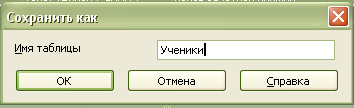 Сохранить как
Имя таблицы
Ученики
ОК
Отмена
Справка